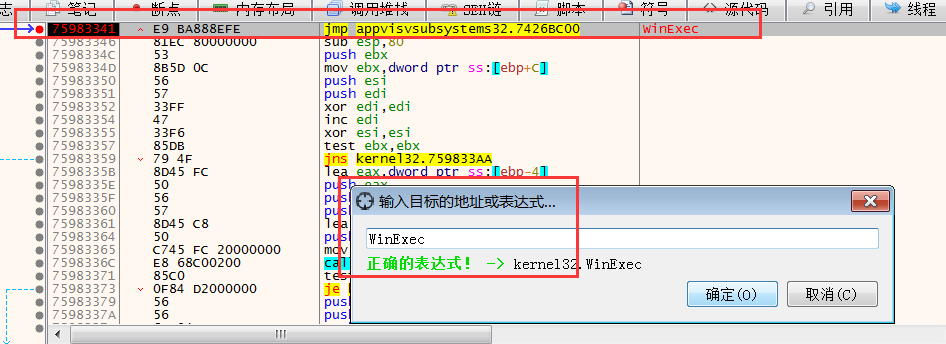 志 笔记 断点 内存布局 调用堆栈 SEH链 脚本 符号 源代码 引用 线程
75983341 E9 BA888EFE jmp appvisvsubsystems32.7426BC00 WinExec
75983346 81EC 80000000 sub esp,80
7598334C 53 push ebx
7598334D 8B5D 0C mov ebx,dword ptr ss:[ebp+C]
75983350 56 push esi
75983351 57 push edi
75983352 33FF xor edi,edi
75983354 47 inc edi
75983355 33F6 xor esi,esi
75983357 85DB test ebx,ebx
75983359 79 4F jns kernel32.759833AA
7598335B 8D45 FC lea eax,dword ptr ss:[ebp-4]
7598335E 50 push eax
7598335F 56
75983360 57
75983361 8D45 C8 lea
75983364 50
75983365 C745 FC 20000000 mov
7598336C E8 68C00200
75983371 85C0
75983373 0F84 D2000000 je
75983379 56
7598337A 56
输入目标的地址或表达式...
WinExec
正确的表达式! -> kernel32.WinExec
确定(O) 取消(C)